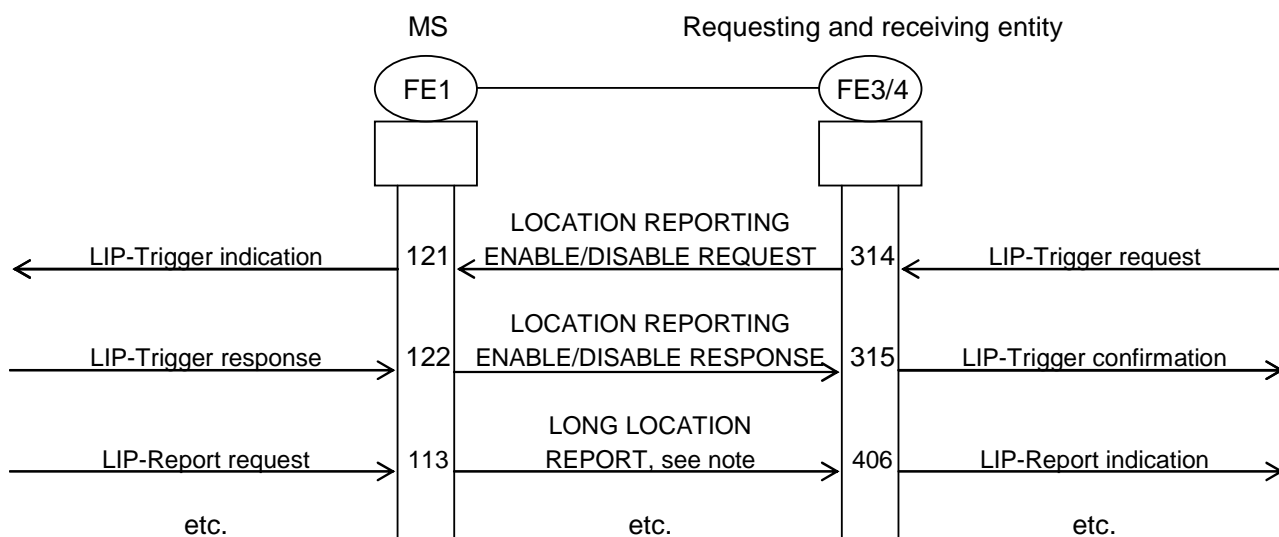 MS
Requesting and receiving entity
FE1
FE3/4
LOCATION REPORTING
LIP-Trigger indication
121
ENABLE/DISABLE REQUEST
314
LIP-Trigger request
LOCATION REPORTING
LIP-Trigger response
122
ENABLE/DISABLE RESPONSE
315
LIP-Trigger confirmation
LONG LOCATION
LIP-Report request
113
REPORT, see note
406
LIP-Report indication
etc.
etc.
etc.